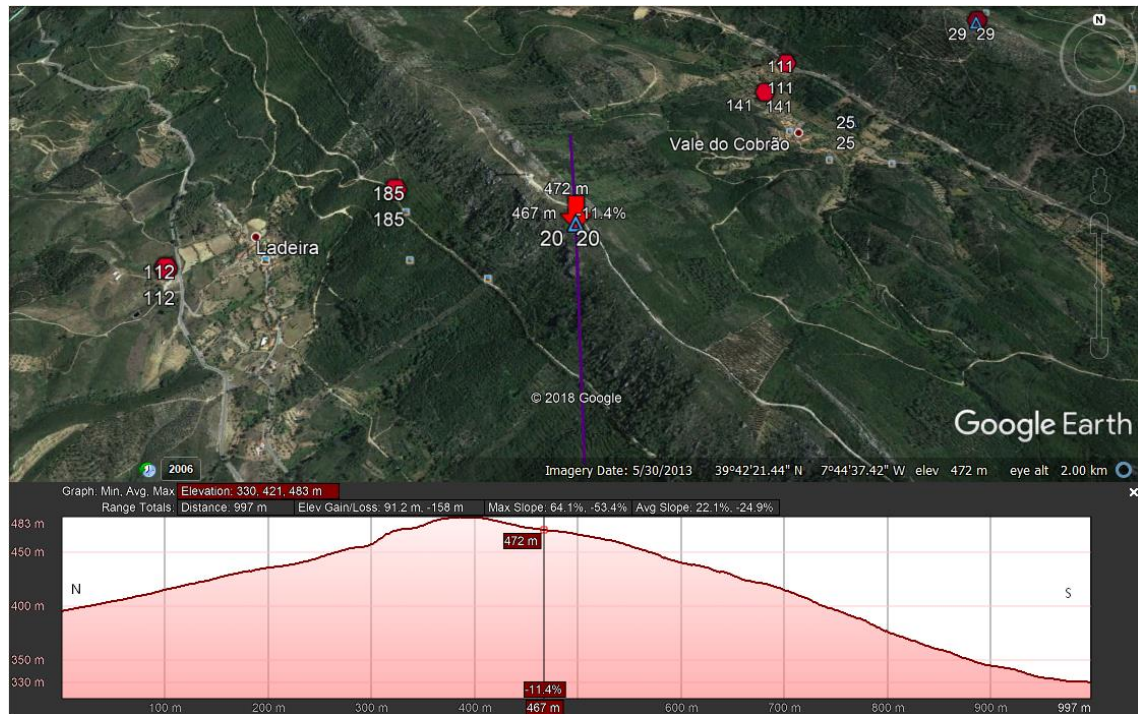 N
29 29
111
111
141 141
25
Vale do Cobrão
25
472 m
185
467 m -11.4%
185
20 20
Ladeira
112
112
© 2018 Google
Google Earth
2006
Imagery Date: 5/30/2013 39°42'21.44" N 7°44'37.42" W elev 472 m eye alt 2.00 km
Graph: Min, Avg, Max Elevation: 330, 421, 483 m
Range Totals: Distance: 997 m Elev Gain/Loss: 91.2 m, -158 m Max Slope: 64.1%, -53.4% Avg Slope: 22.1%, -24.9%
483 m
472 m
450 m
N
S
400 m
350 m
330 m
-11.4%
100 m 200 m 300 m 400 m 467 m 600 m 700 m 800 m 900 m 997 m